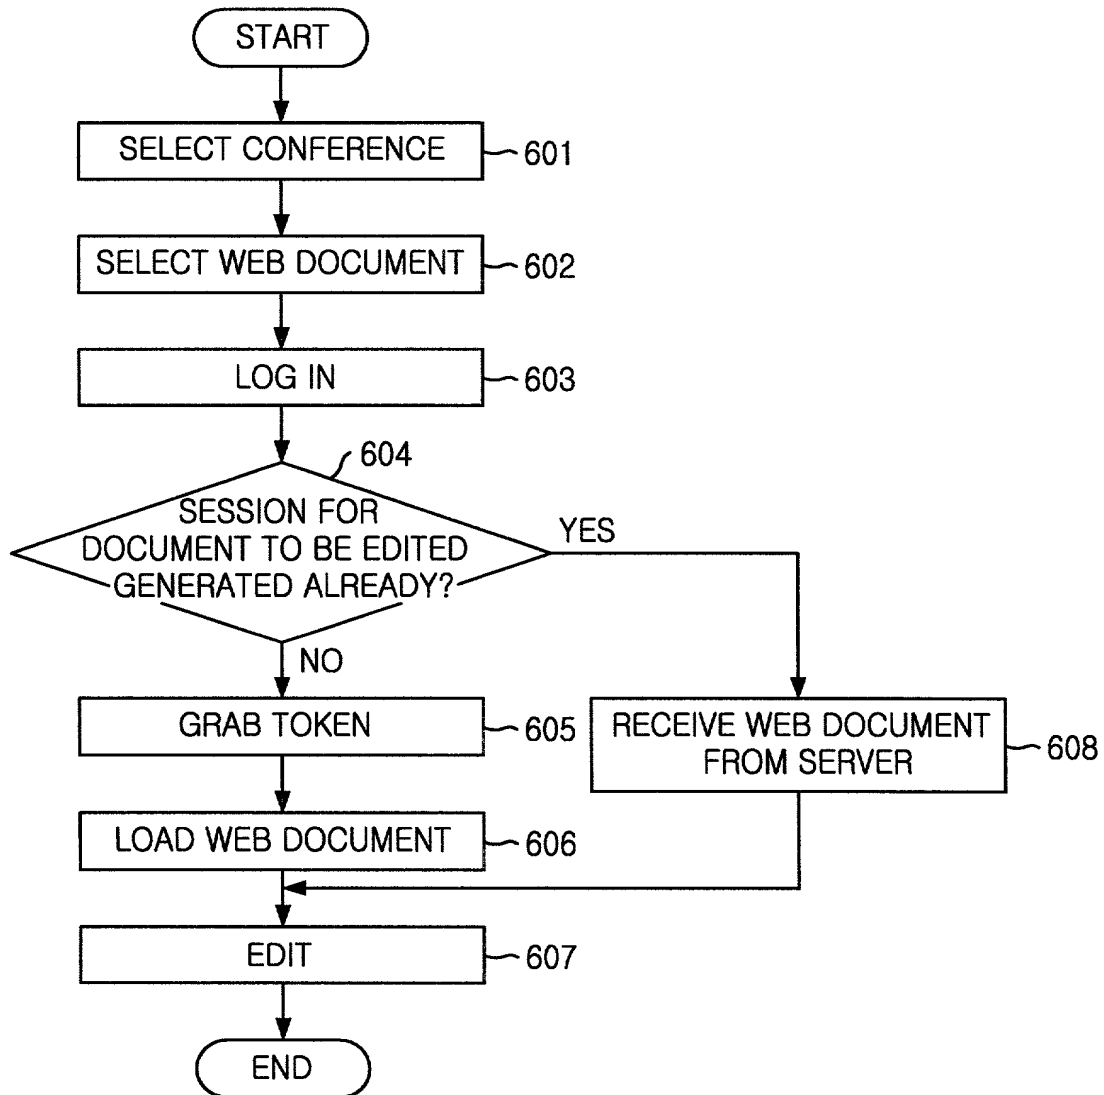 START
SELECT CONFERENCE
601
SELECT WEB DOCUMENT
602
LOG IN
603
604
SESSION FOR
DOCUMENT TO BE EDITED
GENERATED ALREADY?
YES
NO
GRAB TOKEN
605
RECEIVE WEB DOCUMENT
FROM SERVER
608
LOAD WEB DOCUMENT
606
EDIT
607
END